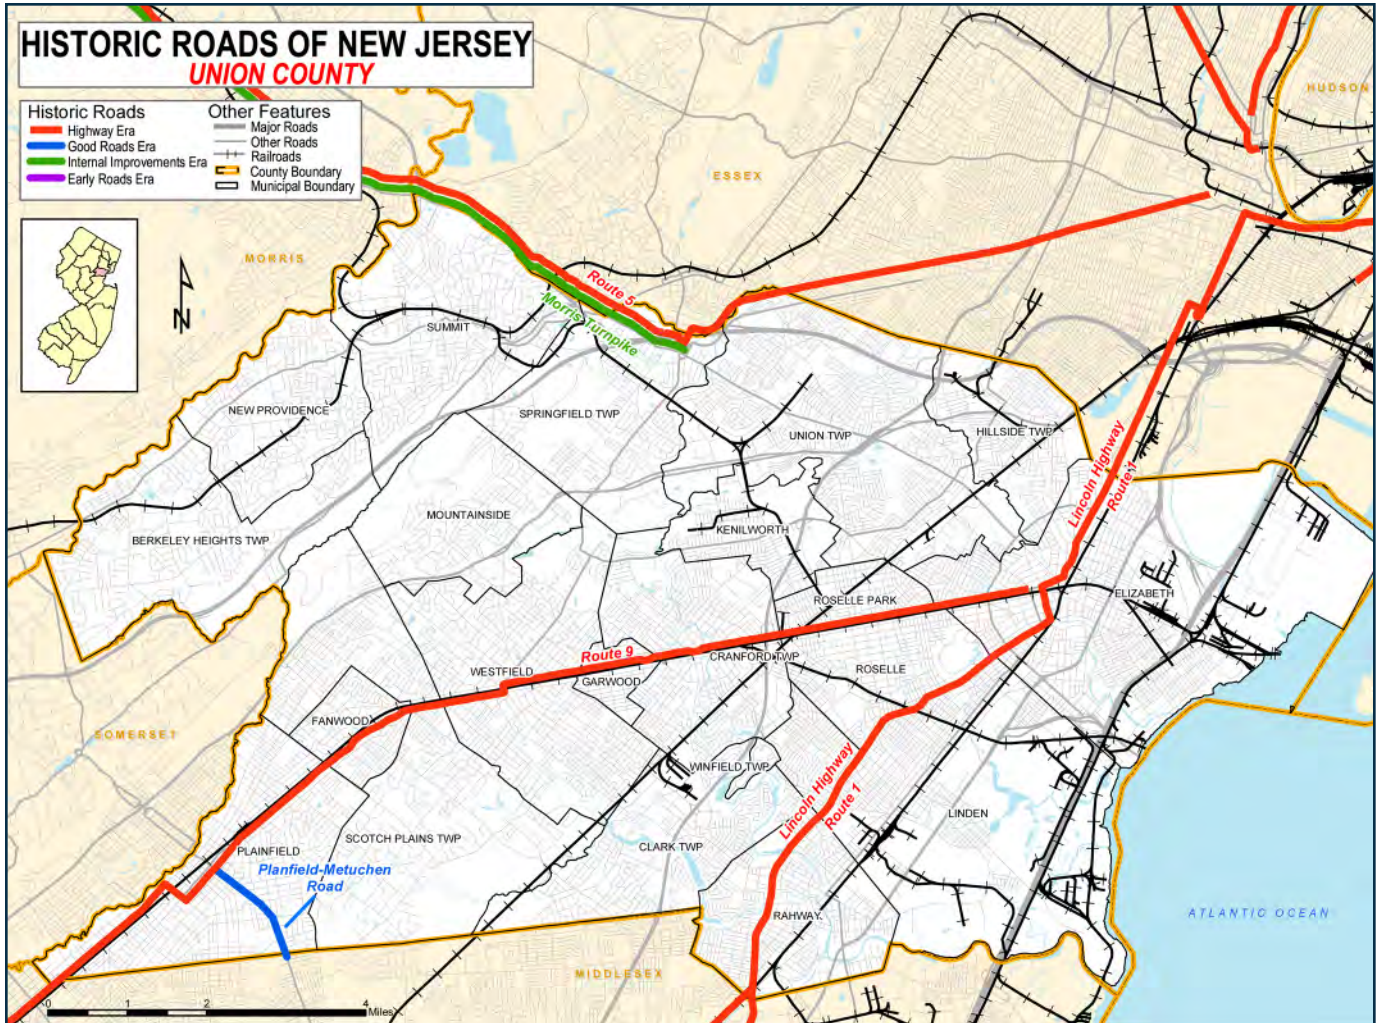 HISTORIC ROADS OF NEW JERSEY
UNION COUNTY
Historic Roads
Highway Era
Good Roads Era
Internal Improvements Era
Early Roads Era
Other Features
Major Roads
Other Roads
Railroads
County Boundary
Municipal Boundary
HUDSON
ESSEX
MORRIS
N
Route 5
Morris Turnpike
SUMMIT
NEW PROVIDENCE
SPRINGFIELD TWP
UNION TWP
HILLSIDE TWP
Lincoln Highway
Route 1
MOUNTAINSIDE
KENILWORTH
BERKELEY HEIGHTS TWP
ROSELLE PARK
ELIZABETH
Route 9
CRANFORD TWP
WESTFIELD
GARWOOD
ROSELLE
FANWOOD
SOMERSET
WINFIELD TWP
Lincoln Highway
Route 1
LINDEN
SCOTCH PLAINS TWP
CLARK TWP
PLAINFIELD
Planfield-Metuchen
Road
RAHWAY
ATLANTIC OCEAN
MIDDLESEX
0 1 2 4
Miles